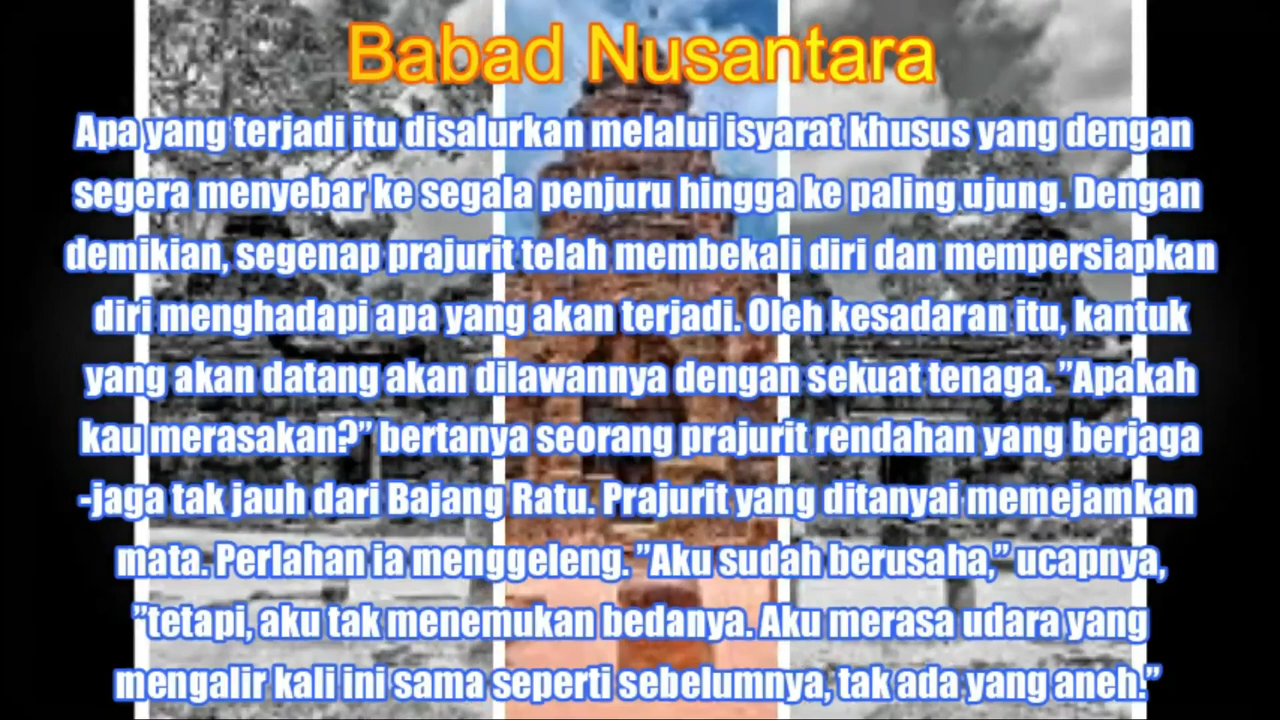 Babad Nusantara
Apa yang terjadi itu disalurkan melalui isyarat khusus yang dengan
segera menyebar ke segala penjuru hingga ke paling ujung. Dengan
demikian, segenap prajurit telah membekali diri dan mempersiapkan
diri menghadapi apa yang akan terjadi. Oleh kesadaran itu, kantuk
yang akan datang akan dilawannya dengan sekuat tenaga. ”Apakah
kau merasakan?” bertanya seorang prajurit rendahan yang berjaga
-jaga tak jauh dari Bajang Ratu. Prajurit yang ditanyai memejamkan
mata. Perlahan ia menggeleng. ”Aku sudah berusaha,” ucapnya,
”tetapi, aku tak menemukan bedanya. Aku merasa udara yang
mengalir kali ini sama seperti sebelumnya, tak ada yang aneh.”